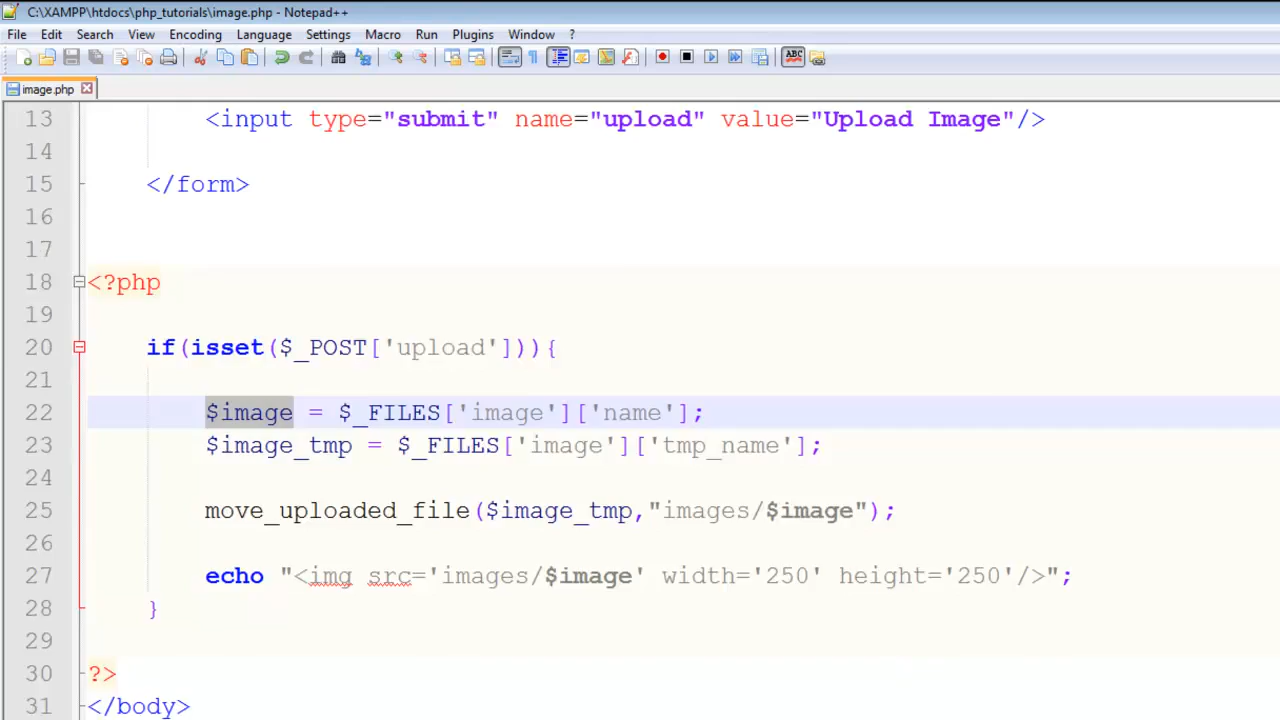 C:\XAMPP\htdocs\php_tutorials\image.php - Notepad++
File Edit Search View Encoding Language Settings Macro Run Plugins Window ?
ABC
image.php
13 <input type="submit" name="upload" value="Upload Image"/>
14
15 </form>
16
17
18 <?php
19
20 if(isset($_POST['upload'])){
21
22 $image = $_FILES['image']['name'];
23 $image_tmp = $_FILES['image']['tmp_name'];
24
25 move_uploaded_file($image_tmp,"images/$image");
26
27 echo "<img src='images/$image' width='250' height='250'/>";
28 }
29
30 ?>
31 </body>